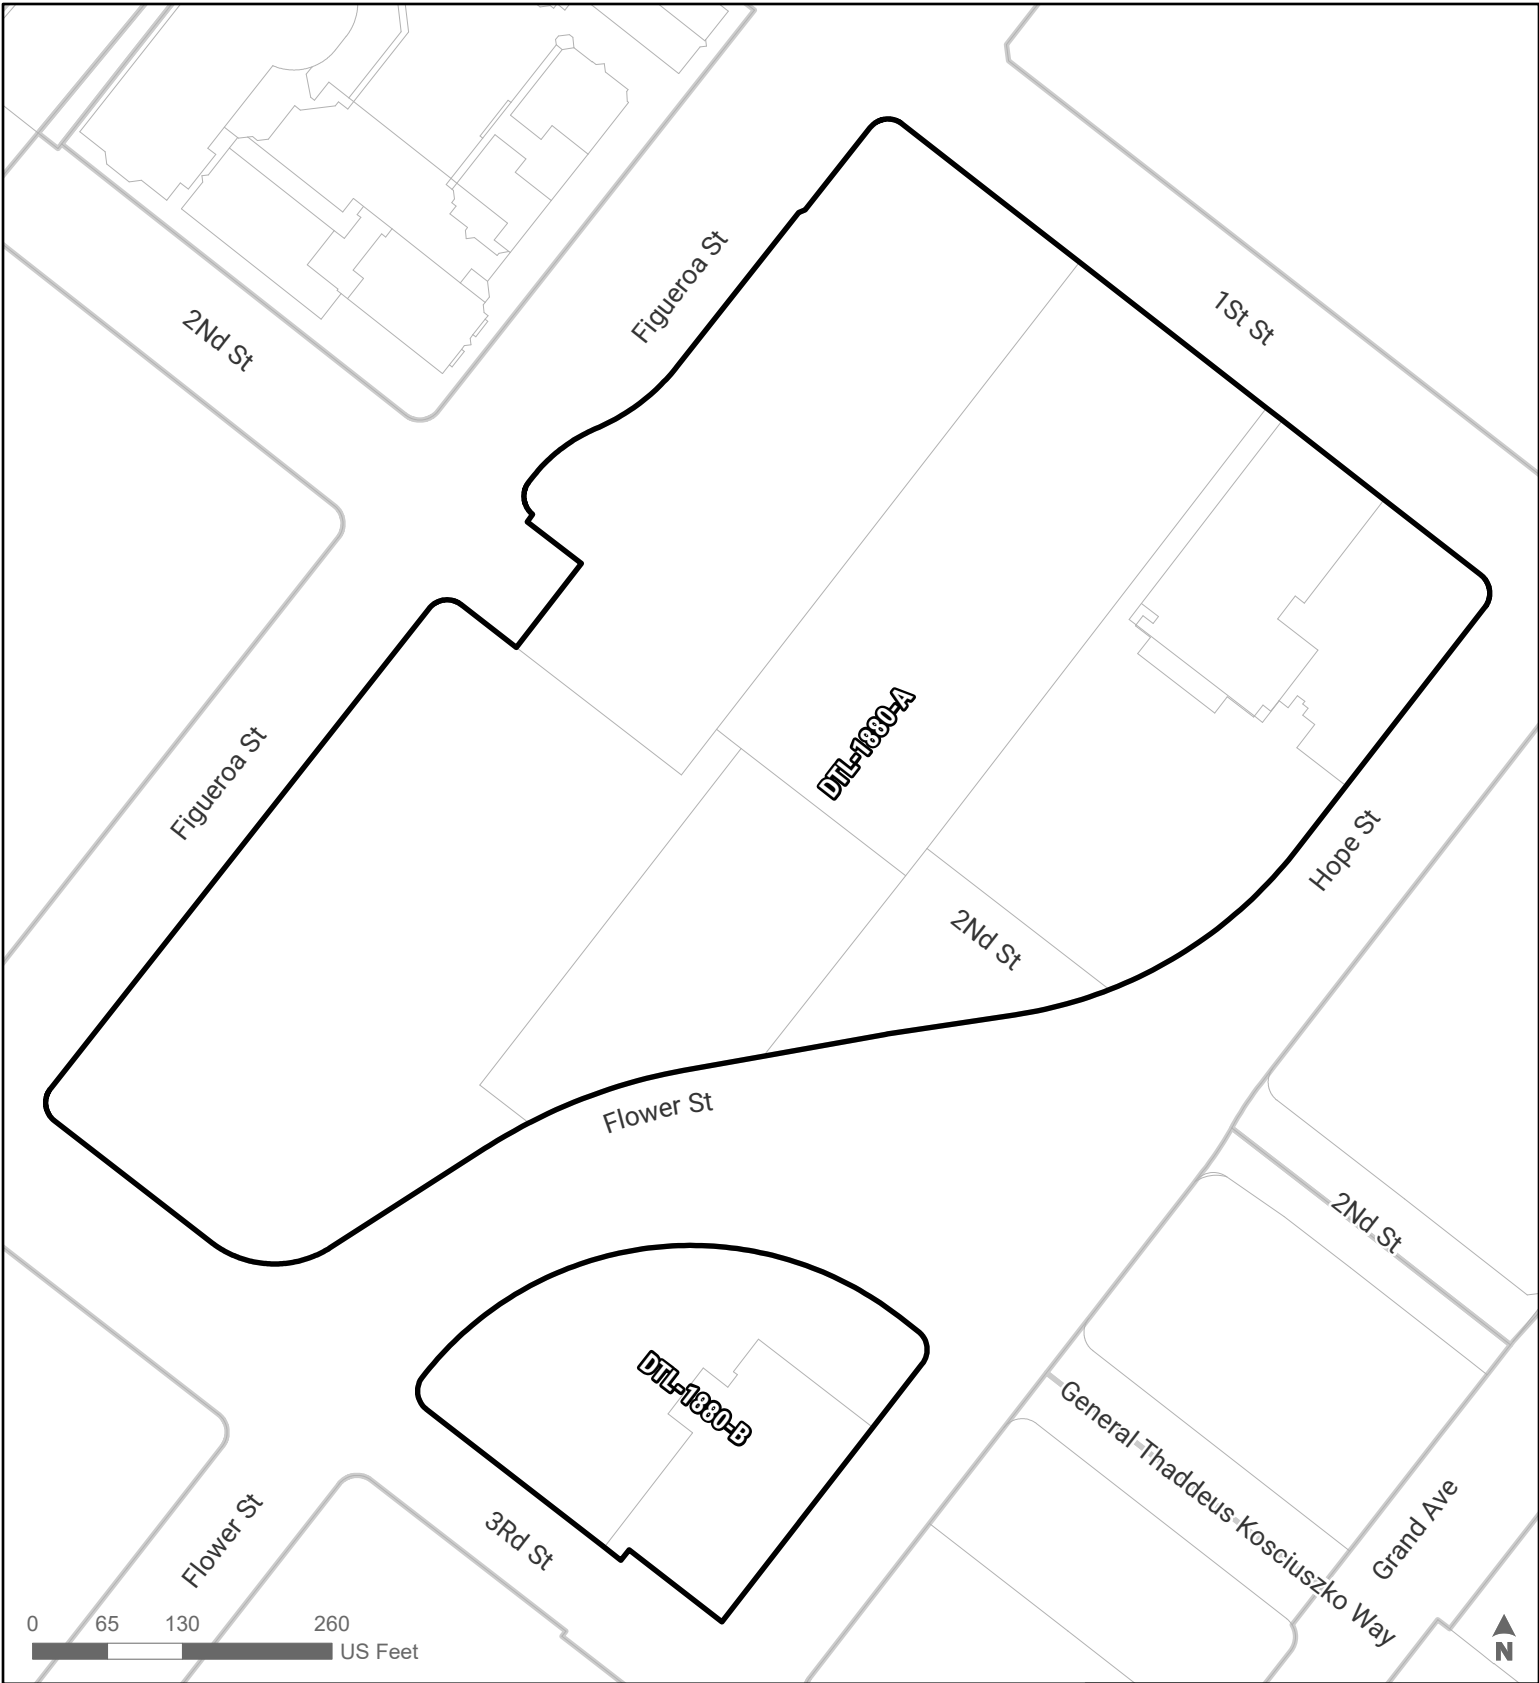 Figueroa St
1St St
2Nd St
DTL-1880-A
Figueroa St
Hope St
2Nd St
Flower St
2Nd St
DTL-1880-B
General Thaddeus Kosciuszko Way
Grand Ave
Flower St
3Rd St
0 65 130 260
US Feet
N